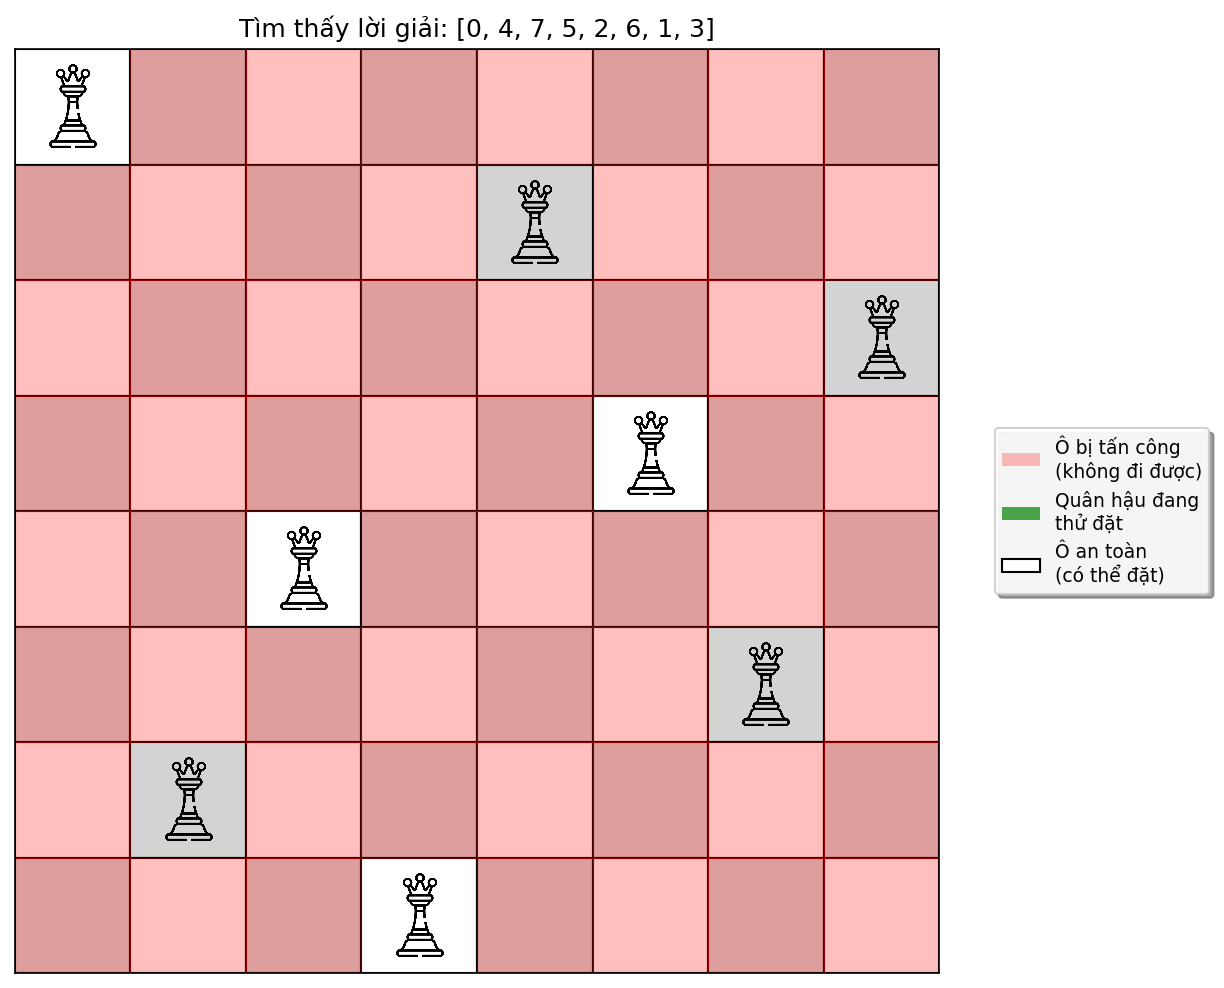 Tìm thấy lời giải: [0, 4, 7, 5, 2, 6, 1, 3]
Ô bị tấn công
(không đi được)
Quân hậu đang
thử đặt
Ô an toàn
(có thể đặt)